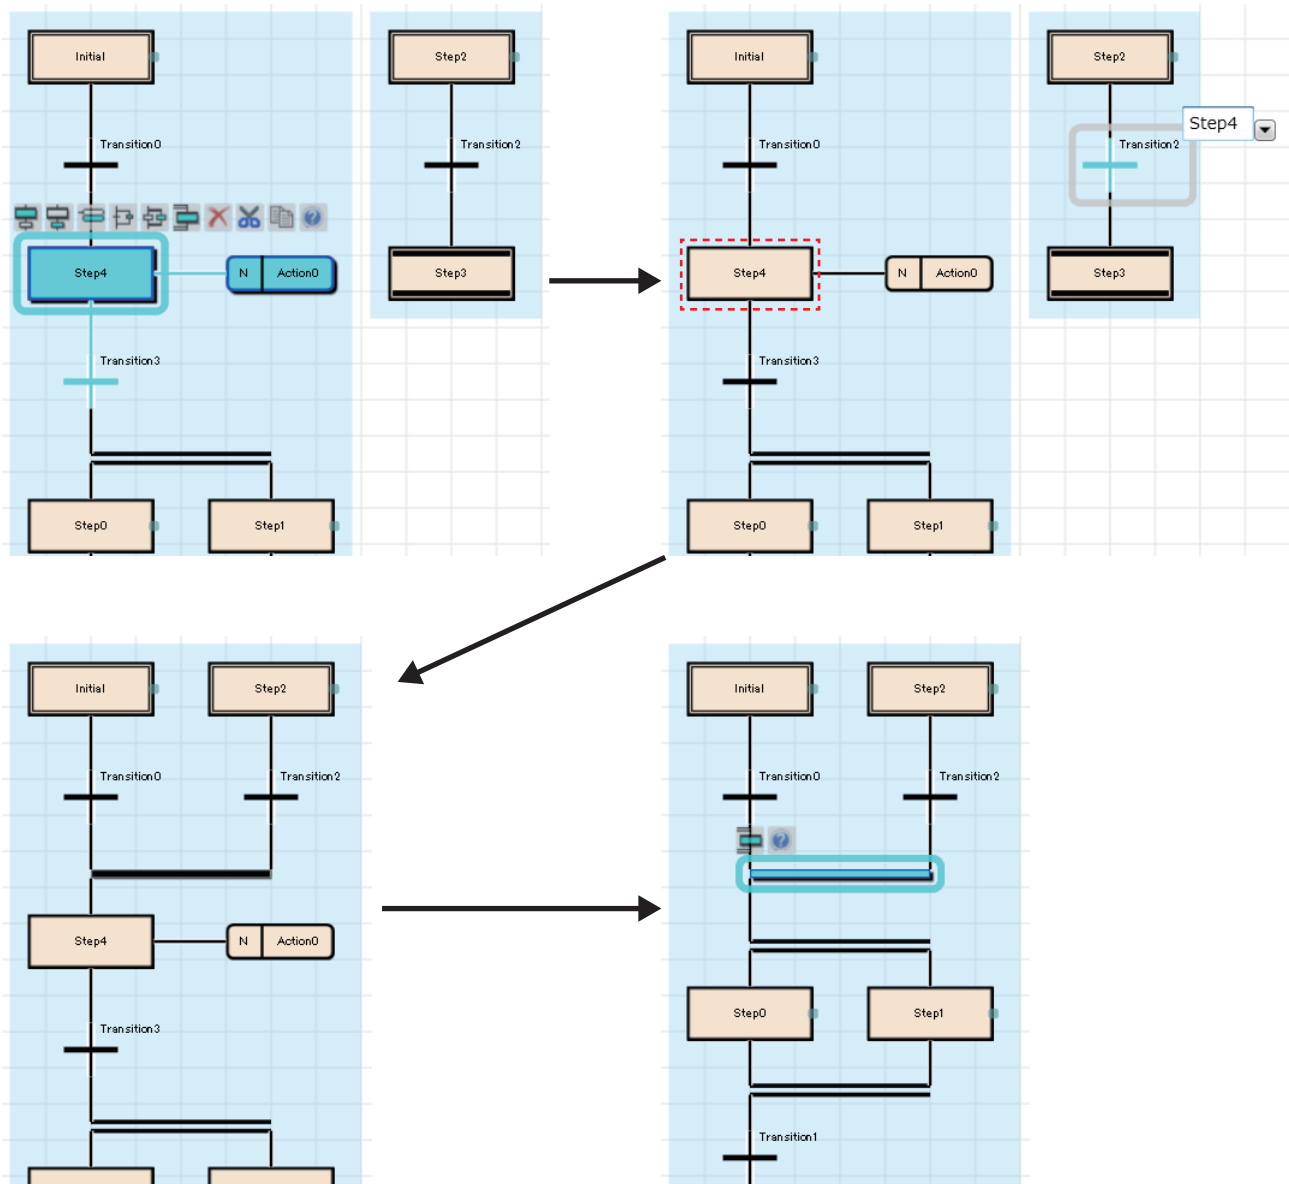 Initial
Step2
Transition0
Transition2
?
Step4
N
Action0
Step3
Transition3
Step0
Step1
Initial
Step2
Step4
Transition0
Transition2
Step4
N
Action0
Step3
Transition3
Step0
Step1
Initial
Step2
Transition0
Transition2
Step4
N
Action0
Transition3
Initial
Step2
Transition0
Transition2
?
Step0
Step1
Transition1